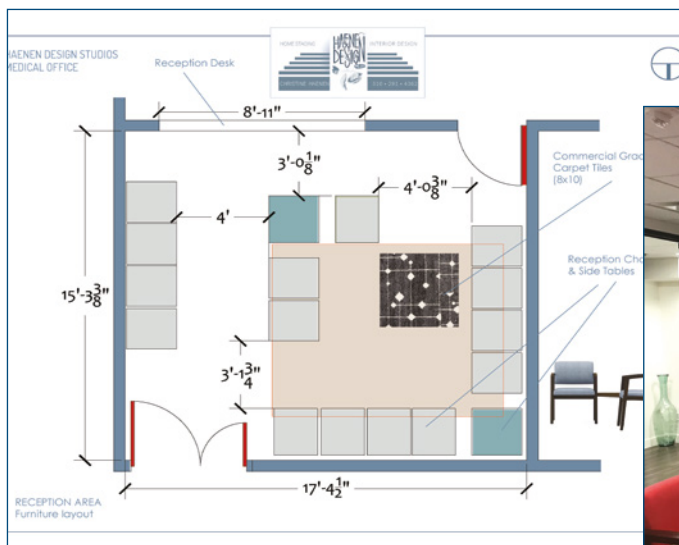 HAENEN DESIGN STUDIOS
MEDICAL OFFICE
Reception Desk
HOMESTAGING
HAENEN
DESIGN
INTERIOR DESIGN
8'-11"
3'-0 1/8"
4'-0 3/8"
Commercial Grad
Carpet Tiles
(8x10)
4'
Reception Cha
& Side Tables
15'-3 3/8"
3'-1 3/4"
17'-4 1/2"
RECEPTION AREA
Furniture layout